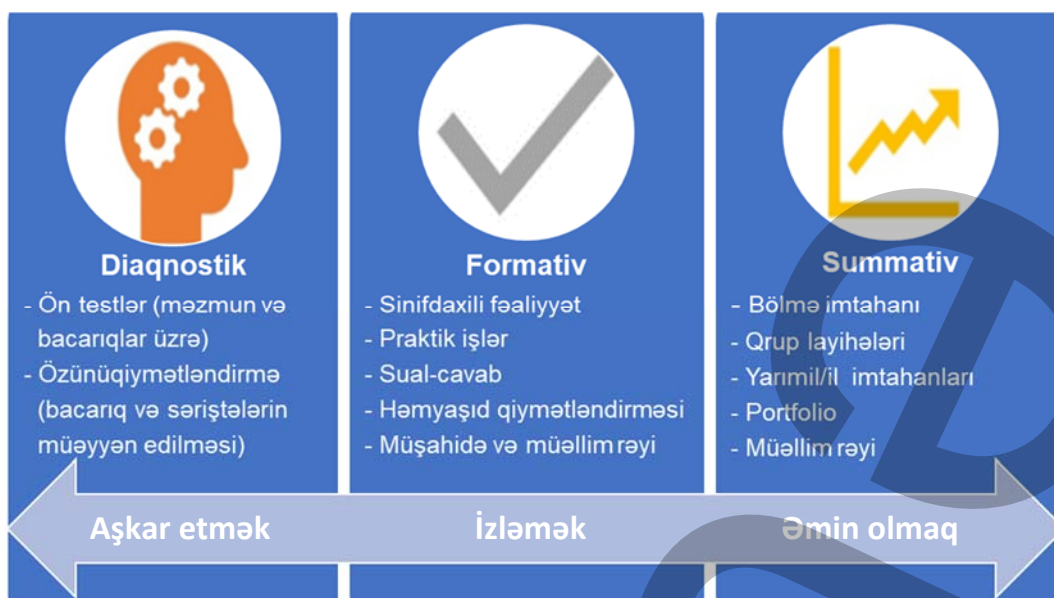 Diaqnostik
- Ön testlər (məzmun və
bacarıqlar üzrə)
- Özünüqiymətləndirmə
(bacarıq və səriştələrin
müəyyən edilməsi)
Formativ
- Sinifdaxili fəaliyyət
- Praktik işlər
- Sual-cavab
- Həmyaşıd qiymətləndirməsi
- Müşahidə və müəllim rəyi
Summativ
- Bölmə imtahanı
- Qrup layihələri
- Yarımil/il imtahanları
- Portfolio
- Müəllim rəyi
Aşkar etmək
İzləmək
Əmin olmaq